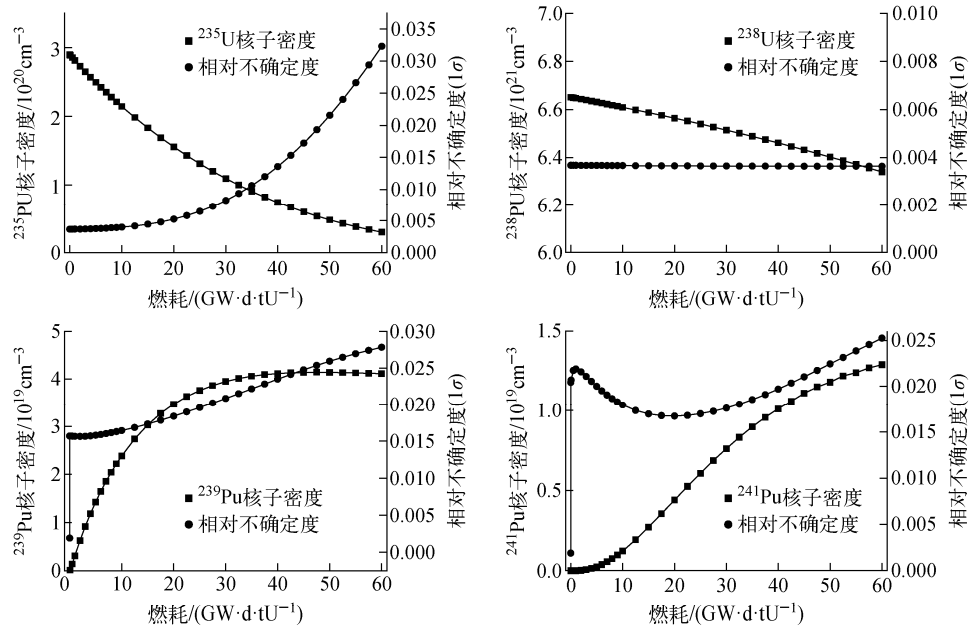 ²³⁵U核子密度
相对不确定度
²³⁵PU核子密度/10²⁰cm⁻³
3
2
1
0
0.035
0.030
0.025
0.020
0.015
0.010
0.005
0.000
相对不确定度(1σ)
0 10 20 30 40 50 60
燃耗/(GW·d·tU⁻¹)
²³⁸U核子密度
相对不确定度
²³⁸PU核子密度/10²¹cm⁻³
7.0
6.8
6.6
6.4
6.2
6.0
0.010
0.008
0.006
0.004
0.002
0.000
相对不确定度(1σ)
0 10 20 30 40 50 60
燃耗/(GW·d·tU⁻¹)
²³⁹Pu核子密度
相对不确定度
²³⁹Pu核子密度/10¹⁹cm⁻³
5
4
3
2
1
0
0.030
0.025
0.020
0.015
0.010
0.005
0.000
相对不确定度(1σ)
0 10 20 30 40 50 60
燃耗/(GW·d·tU⁻¹)
²⁴¹Pu核子密度
相对不确定度
²⁴¹Pu核子密度/10¹⁹cm⁻³
1.5
1.0
0.5
0.0
0.025
0.020
0.015
0.010
0.005
0.000
相对不确定度(1σ)
0 10 20 30 40 50 60
燃耗/(GW·d·tU⁻¹)